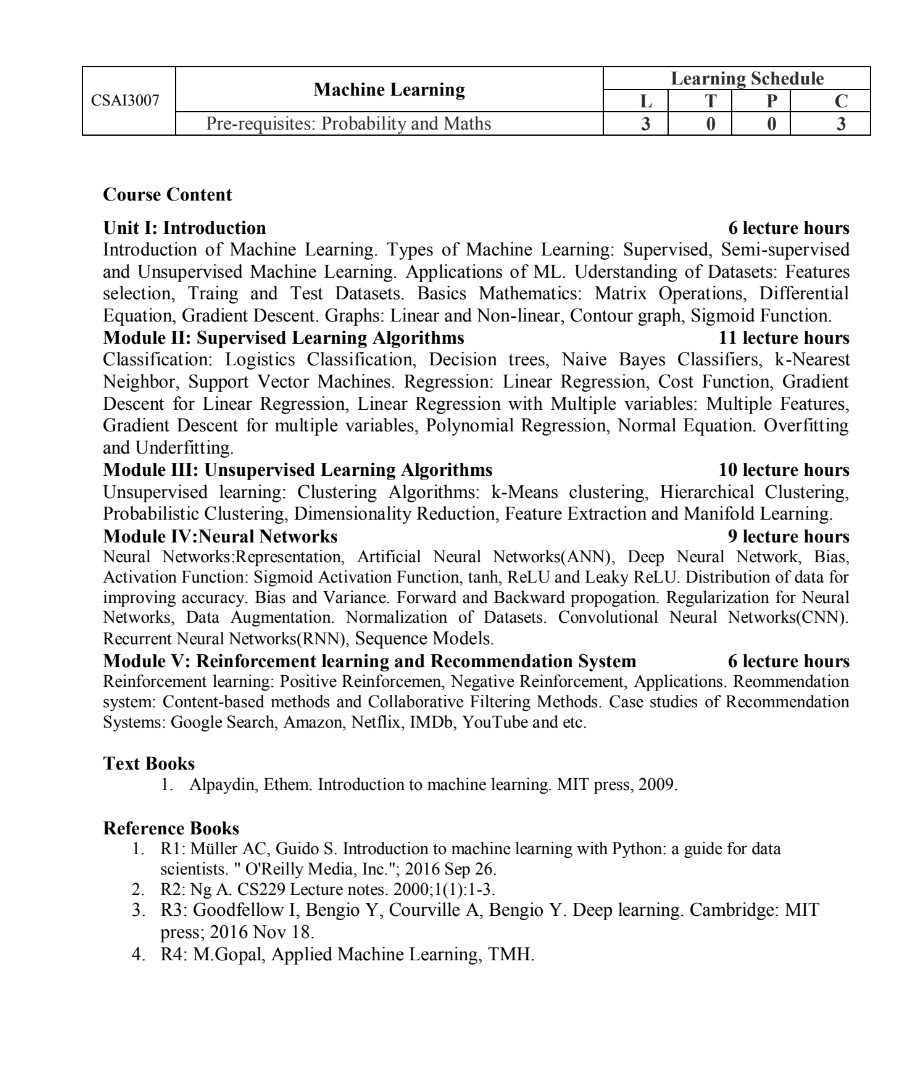 CSAI3007
Machine Learning
Learning Schedule
L T P C
Pre-requisites: Probability and Maths
3 0 0 3
Course Content
Unit I: Introduction 6 lecture hours
Introduction of Machine Learning. Types of Machine Learning: Supervised, Semi-supervised
and Unsupervised Machine Learning. Applications of ML. Uderstanding of Datasets: Features
selection, Traing and Test Datasets. Basics Mathematics: Matrix Operations, Differential
Equation, Gradient Descent. Graphs: Linear and Non-linear, Contour graph, Sigmoid Function.
Module II: Supervised Learning Algorithms 11 lecture hours
Classification: Logistics Classification, Decision trees, Naive Bayes Classifiers, k-Nearest
Neighbor, Support Vector Machines. Regression: Linear Regression, Cost Function, Gradient
Descent for Linear Regression, Linear Regression with Multiple variables: Multiple Features,
Gradient Descent for multiple variables, Polynomial Regression, Normal Equation. Overfitting
and Underfitting.
Module III: Unsupervised Learning Algorithms 10 lecture hours
Unsupervised learning: Clustering Algorithms: k-Means clustering, Hierarchical Clustering,
Probabilistic Clustering, Dimensionality Reduction, Feature Extraction and Manifold Learning.
Module IV:Neural Networks 9 lecture hours
Neural Networks:Representation, Artificial Neural Networks(ANN), Deep Neural Network, Bias,
Activation Function: Sigmoid Activation Function, tanh, ReLU and Leaky ReLU. Distribution of data for
improving accuracy. Bias and Variance. Forward and Backward propogation. Regularization for Neural
Networks, Data Augmentation. Normalization of Datasets. Convolutional Neural Networks(CNN).
Recurrent Neural Networks(RNN), Sequence Models.
Module V: Reinforcement learning and Recommendation System 6 lecture hours
Reinforcement learning: Positive Reinforcemen, Negative Reinforcement, Applications. Reommendation
system: Content-based methods and Collaborative Filtering Methods. Case studies of Recommendation
Systems: Google Search, Amazon, Netflix, IMDb, YouTube and etc.
Text Books
1. Alpaydin, Ethem. Introduction to machine learning. MIT press, 2009.
Reference Books
1. R1: Müller AC, Guido S. Introduction to machine learning with Python: a guide for data
scientists. " O'Reilly Media, Inc."; 2016 Sep 26.
2. R2: Ng A. CS229 Lecture notes. 2000;1(1):1-3.
3. R3: Goodfellow I, Bengio Y, Courville A, Bengio Y. Deep learning. Cambridge: MIT
press; 2016 Nov 18.
4. R4: M.Gopal, Applied Machine Learning, TMH.